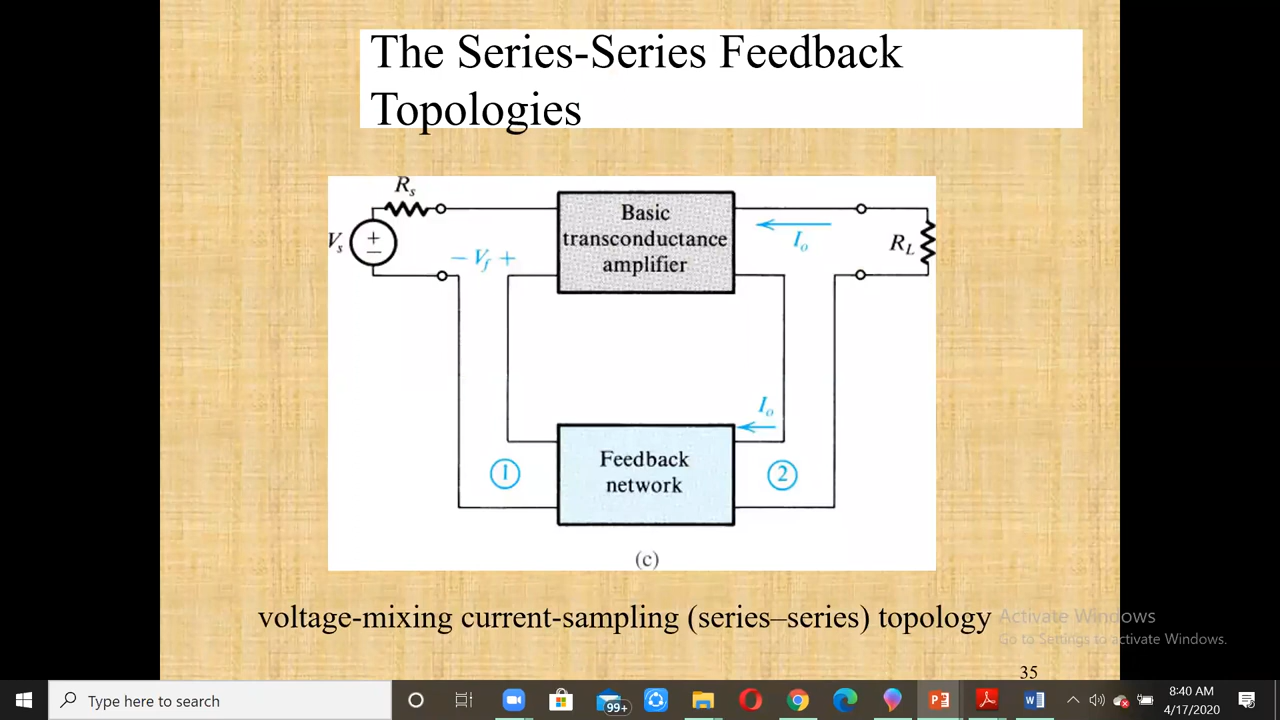 The Series-Series Feedback
Topologies
Rs
Vs
+
−
− Vf +
Basic
transconductance
amplifier
Io
RL
Io
Feedback
network
1
2
(c)
voltage-mixing current-sampling (series–series) topology
Activate Windows
Go to Settings to activate Windows.
35
Type here to search
99+
8:40 AM
4/17/2020